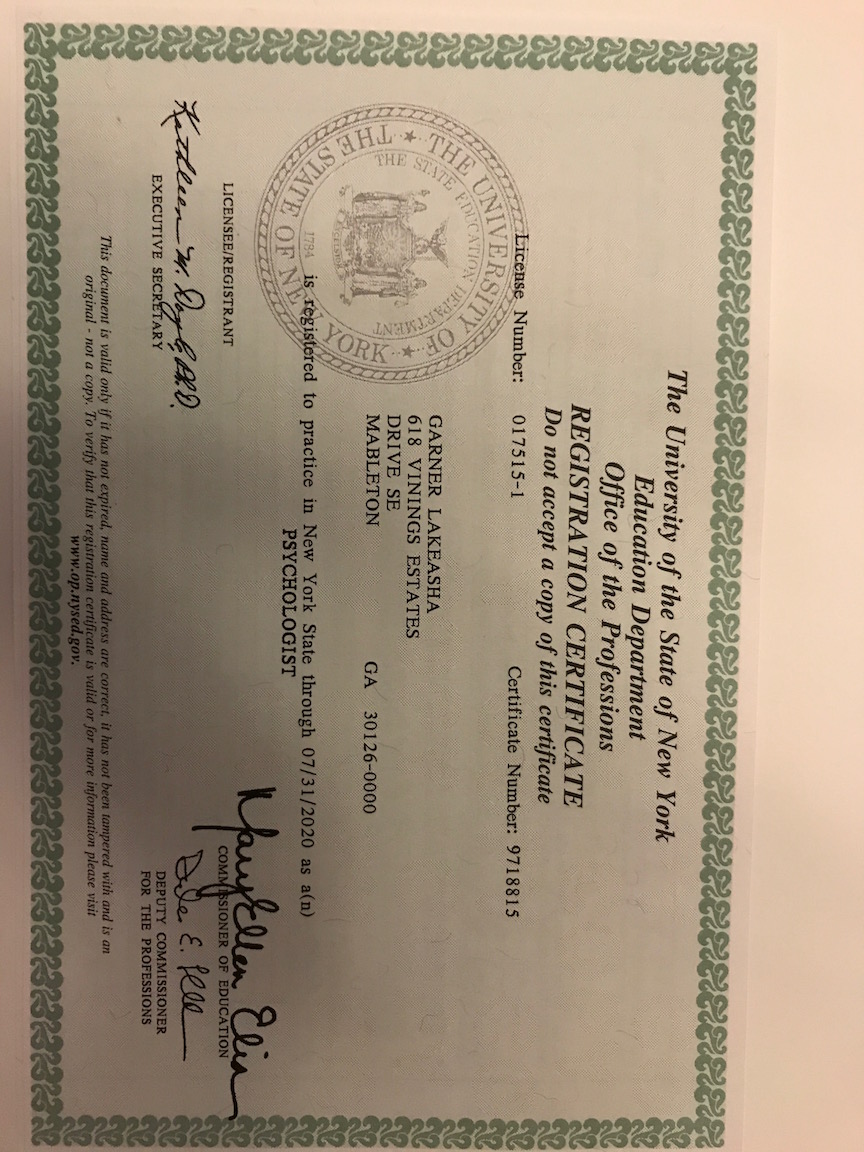 The University of the State of New York
Education Department
Office of the Professions
REGISTRATION CERTIFICATE
Do not accept a copy of this certificate
License Number: 017515-1 Certificate Number: 9718815
THE UNIVERSITY OF THE STATE OF NEW YORK
THE STATE EDUCATION DEPARTMENT
1784
GARNER LAKEASHA
618 VININGS ESTATES
DRIVE SE
MABLETON GA 30126-0000
is registered to practice in New York State through 07/31/2020 as a(n)
PSYCHOLOGIST
LICENSEE/REGISTRANT
MaryEllen Elia
COMMISSIONER OF EDUCATION
Kathleen M. Doyle, Ph.D.
EXECUTIVE SECRETARY
DEPUTY COMMISSIONER
FOR THE PROFESSIONS
This document is valid only if it has not expired, name and address are correct, it has not been tampered with and is an
original - not a copy. To verify that this registration certificate is valid or for more information please visit
www.op.nysed.gov.